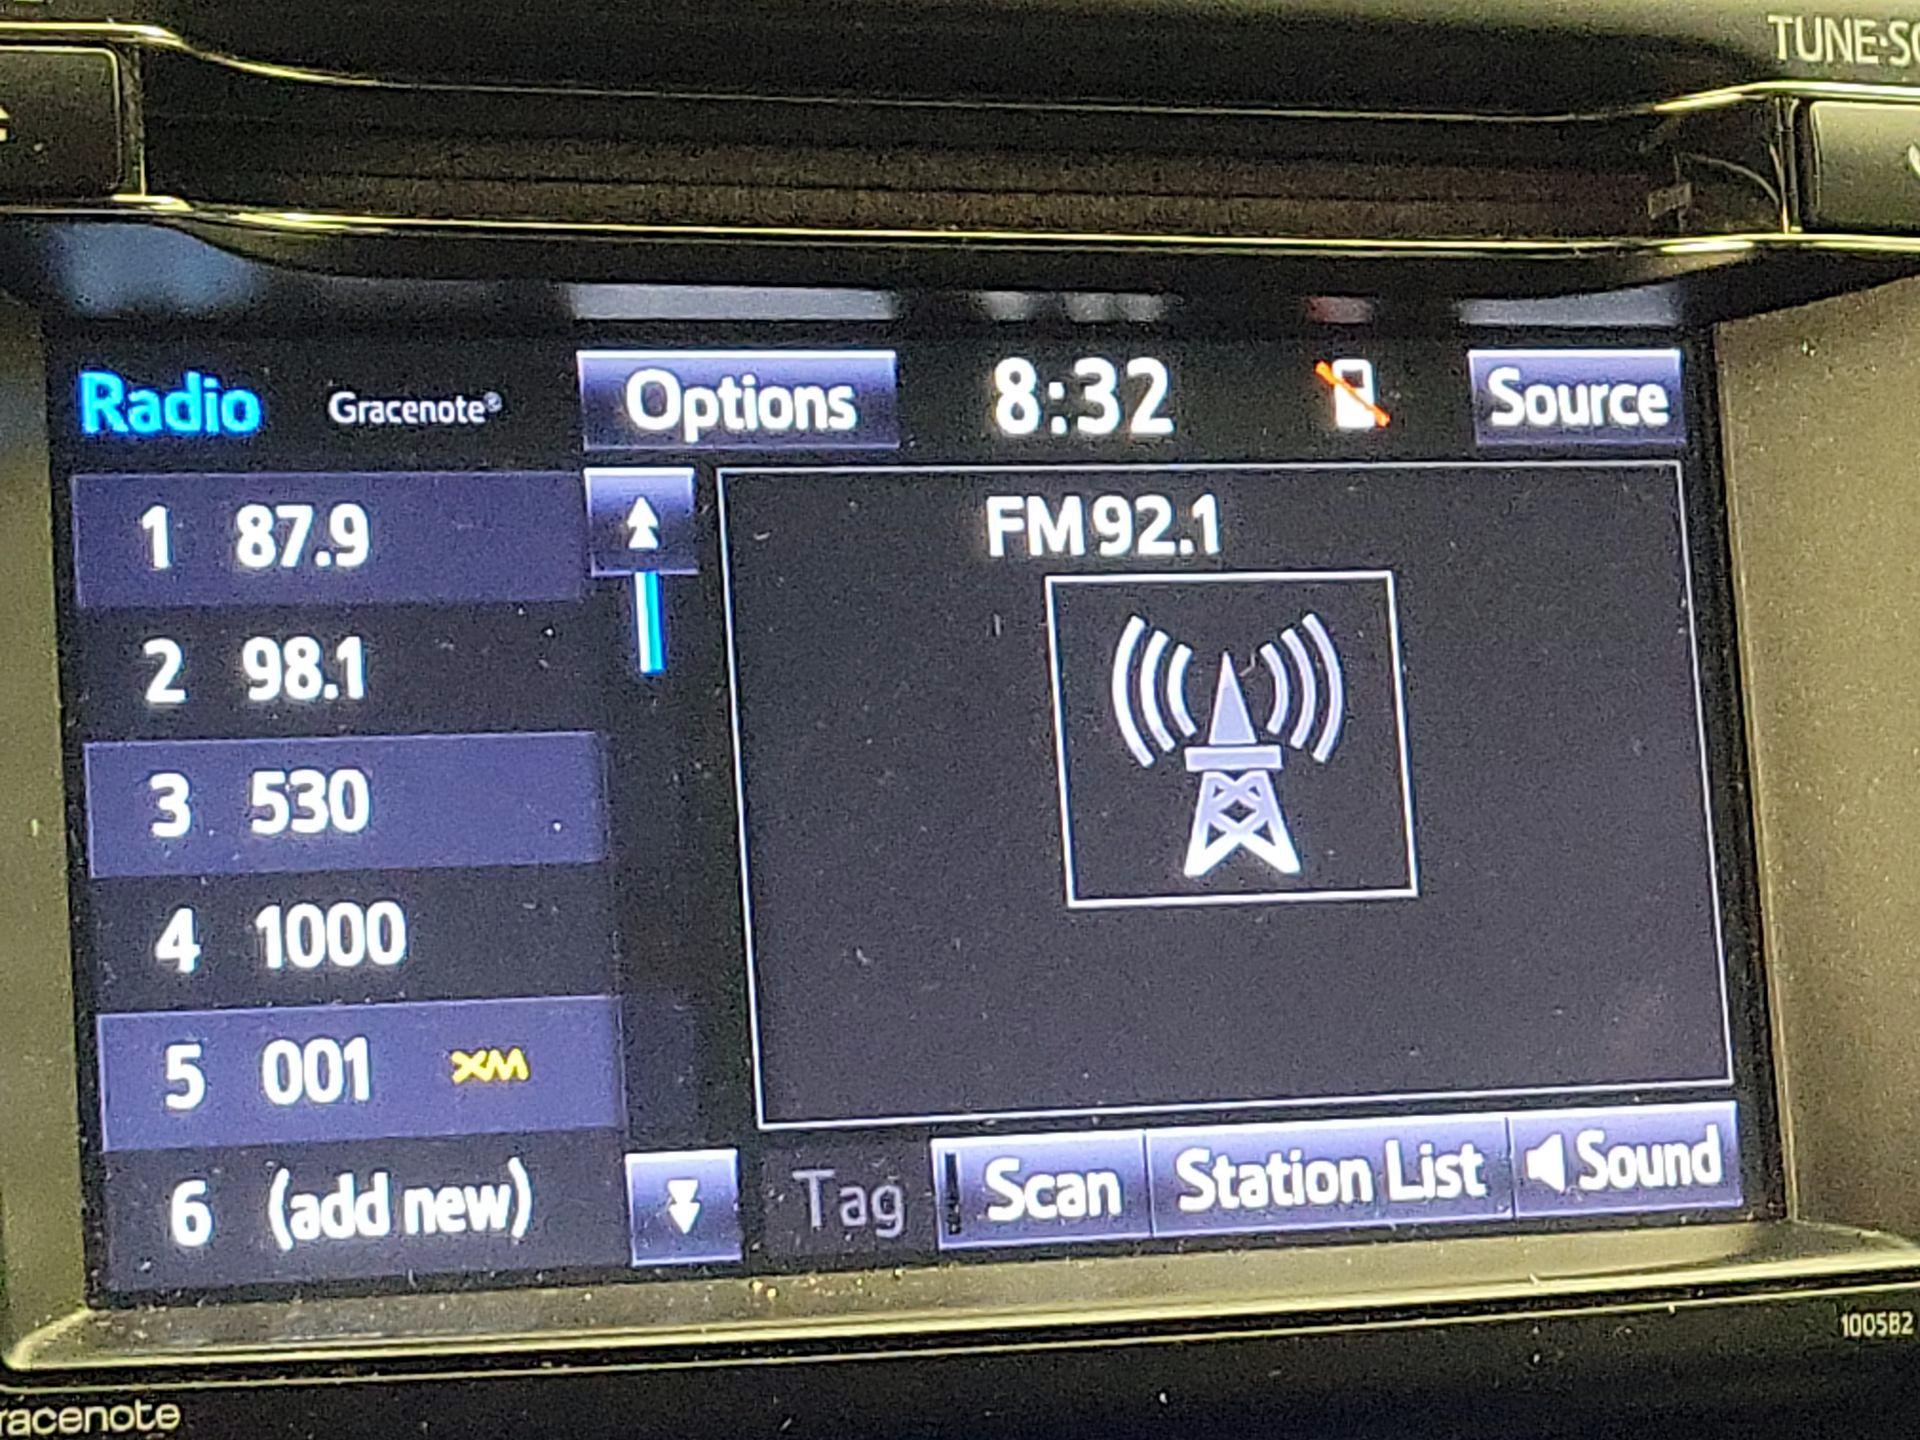 TUNE·SC
Radio Gracenote® Options 8:32 Source
1 87.9
2 98.1
3 530
4 1000
5 001 XM
6 (add new)
FM 92.1
Tag Scan Station List Sound
100582
racenote